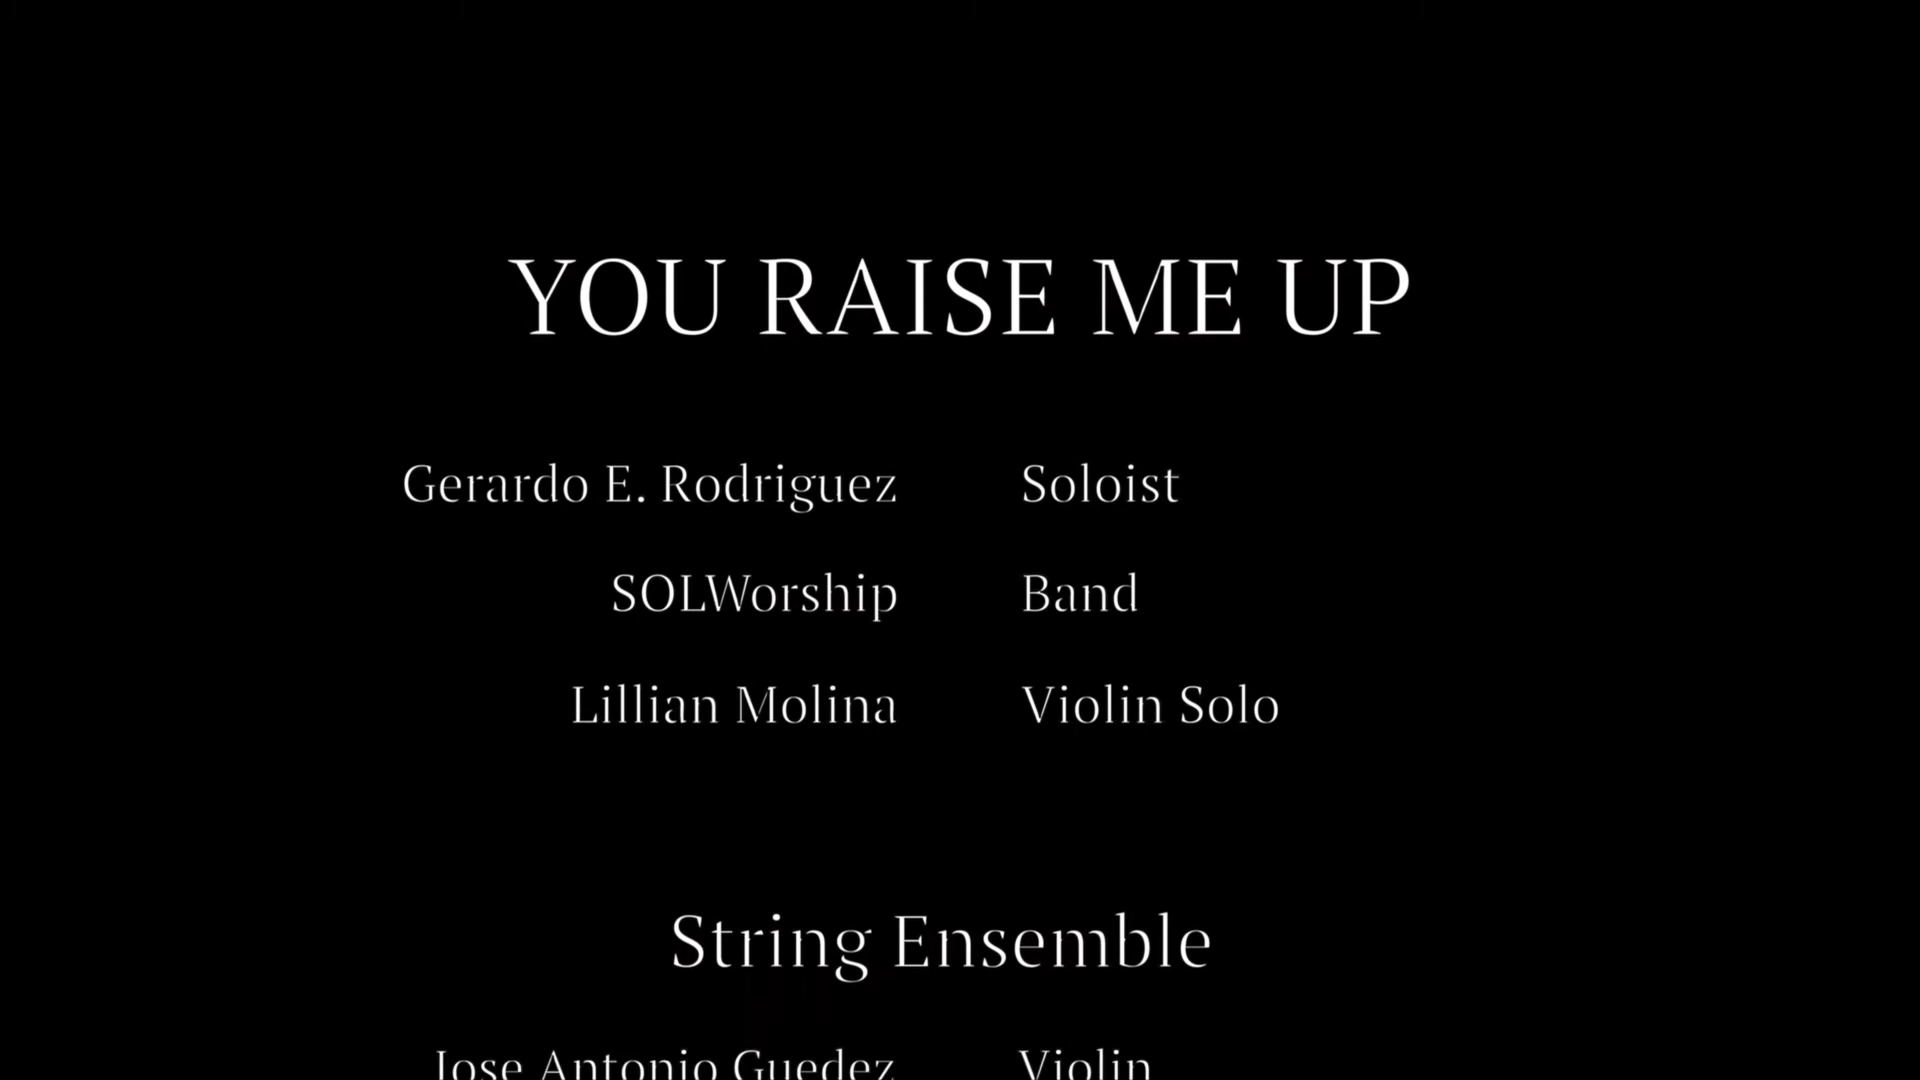 YOU RAISE ME UP
Gerardo E. Rodriguez Soloist
SOLWorship Band
Lillian Molina Violin Solo
String Ensemble
Jose Antonio Guedez Violin